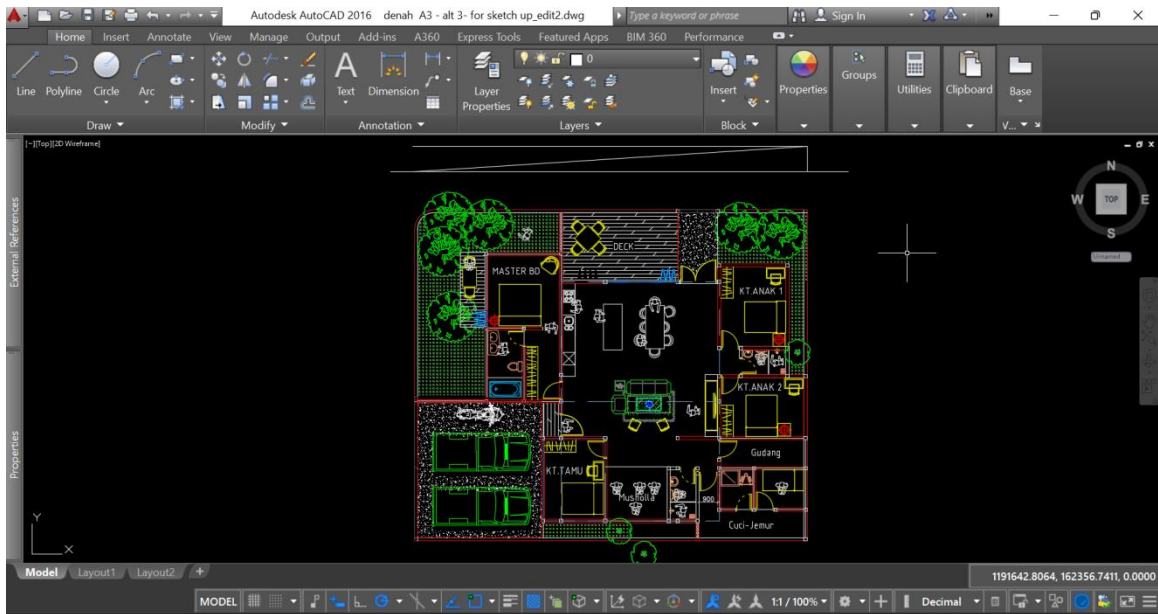 Autodesk AutoCAD 2016 denah A3 - alt 3- for sketch up_edit2.dwg
Type a keyword or phrase
Sign In
Home Insert Annotate View Manage Output Add-ins A360 Express Tools Featured Apps BIM 360 Performance
Line Polyline Circle Arc
Text Dimension
Layer Properties
0
Insert
Properties
Groups
Utilities
Clipboard
Base
Draw
Modify
Annotation
Layers
Block
V...
[-][Top][2D Wireframe]
N
W TOP E
S
Unnamed
External References
Properties
DECK
MASTER BD
KT.ANAK 1
KT.ANAK 2
Gudang
KT.TAMU
Musholla
900
Cuci-Jemur
Y
X
Model Layout1 Layout2 +
1191642.8064, 162356.7411, 0.0000
MODEL
1:1 / 100%
Decimal